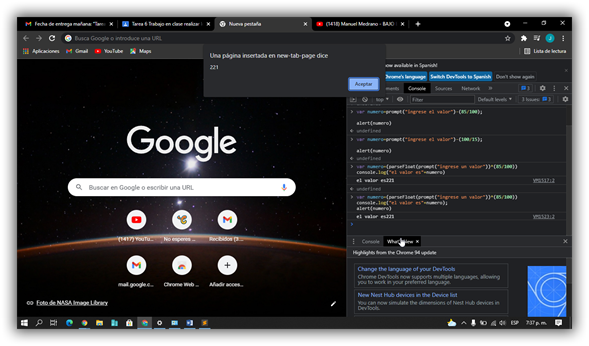 Fecha de entrega mañana: "Tare
Tarea 6 Trabajo en clase realizar
Nueva pestaña
(1418) Manuel Medrano - BAJO
Busca Google o introduce una URL
Aplicaciones
Gmail
YouTube
Maps
Lista de lectura
Una página insertada en new-tab-page dice
221
Aceptar
now available in Spanish!
Chrome's language
Switch DevTools to Spanish
Don't show again
ements
Console
Sources
Network
1
top
Filter
Default levels
3 Issues
3
var numero=prompt("ingrese el valor")-(85/100);
alert(numero)
undefined
var numero=prompt("ingrese el valor")-(100/15);
alert(numero)
undefined
var numero=(parseFloat(prompt("ingrese un valor"))*(85/100))
console.log("el valor es"+numero)
el valor es221
VM1517:2
undefined
var numero=(parseFloat(prompt("ingrese un valor"))*(85/100))
console.log("el valor es"+numero);
alert(numero)
el valor es221
VM1523:2
Google
Buscar en Google o escribir una URL
(1417) YouTu...
No esperes ...
Recibidos (3...
mail.google.c...
Chrome Web ...
Añadir acces...
Foto de NASA Image Library
Console
What's New
Highlights from the Chrome 94 update
Change the language of your DevTools
Chrome DevTools now supports multiple languages, allowing
you to work in your preferred language.
New Nest Hub devices in the Device list
You can now simulate the dimensions of Nest Hub devices in
DevTools.
ESP
7:37 p. m.